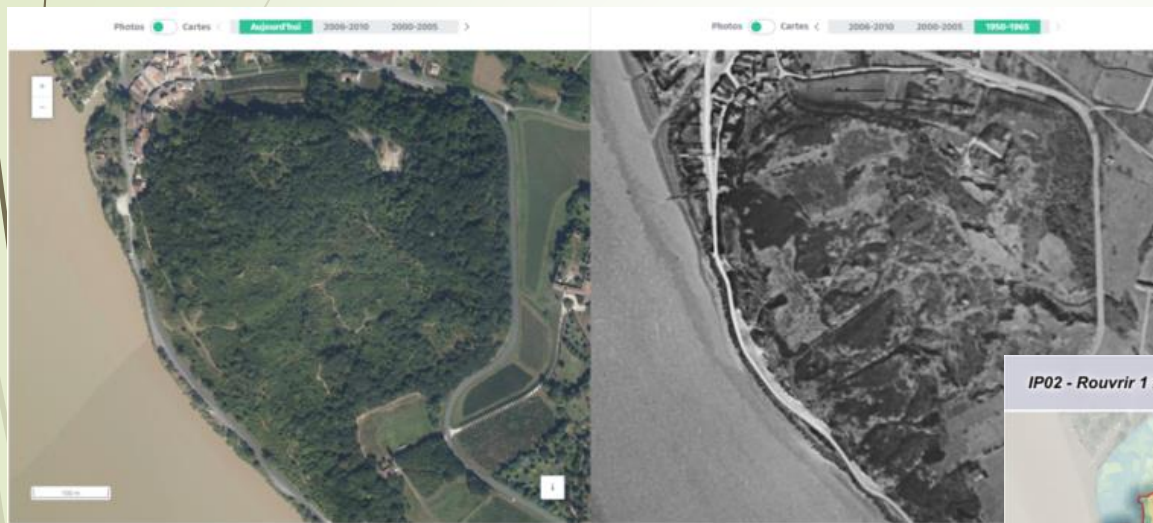 Photos Cartes < Aujourd'hui 2006-2010 2000-2005 >
Photos Cartes < 2006-2010 2000-2005 1950-1965 >
+
-
i
IP02 - Rouvrir 1